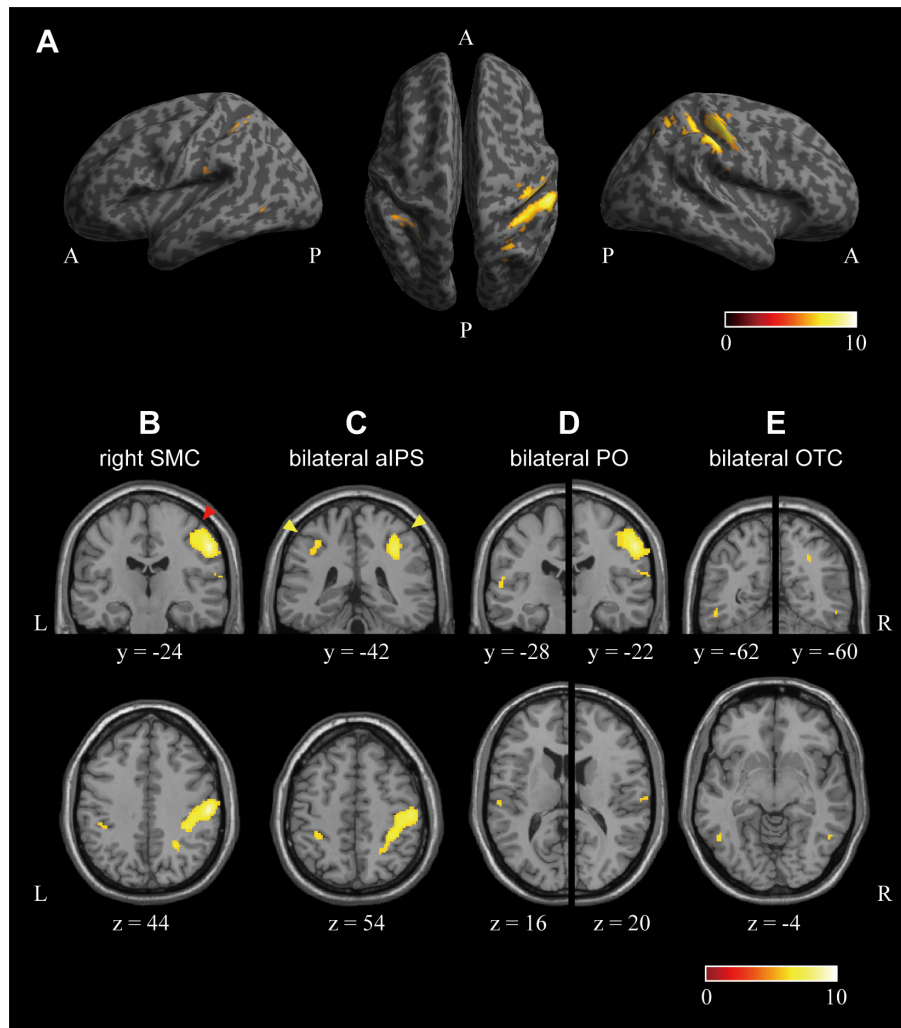 A
A
A
P
P
A
P
0
10
B
C
D
E
right SMC
bilateral aIPS
bilateral PO
bilateral OTC
L
R
y = -24
y = -42
y = -28
y = -22
y = -62
y = -60
L
R
z = 44
z = 54
z = 16
z = 20
z = -4
0
10